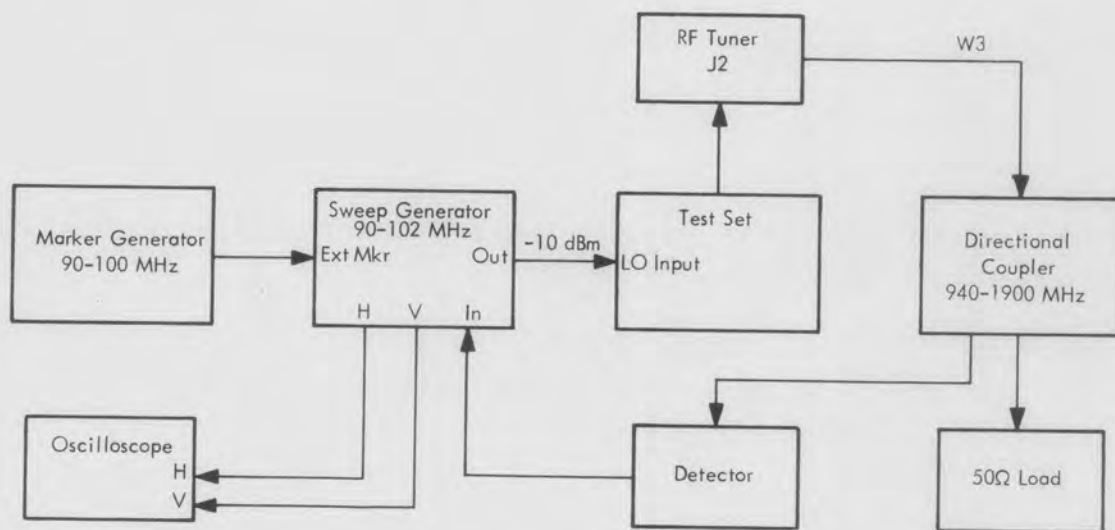 RF Tuner
J2
W3
Marker Generator
90-100 MHz
Sweep Generator
90-102 MHz
Ext Mkr
Out
H
V
In
-10 dBm
Test Set
LO Input
Directional
Coupler
940-1900 MHz
Oscilloscope
H
V
Detector
50Ω Load